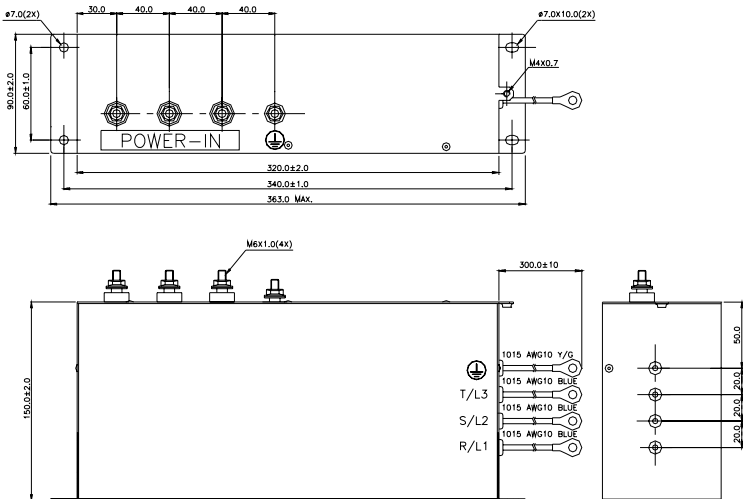 ø7.0(2X)
30.0
40.0
40.0
40.0
ø7.0X10.0(2X)
M4X0.7
90.0±2.0
60.0±1.0
POWER-IN
320.0±2.0
340.0±1.0
363.0 MAX.
M6X1.0(4X)
300.0±10
150.0±2.0
1015 AWG10 Y/G
1015 AWG10 BLUE
T/L3
1015 AWG10 BLUE
S/L2
1015 AWG10 BLUE
R/L1
50.0
20.0
20.0
20.0